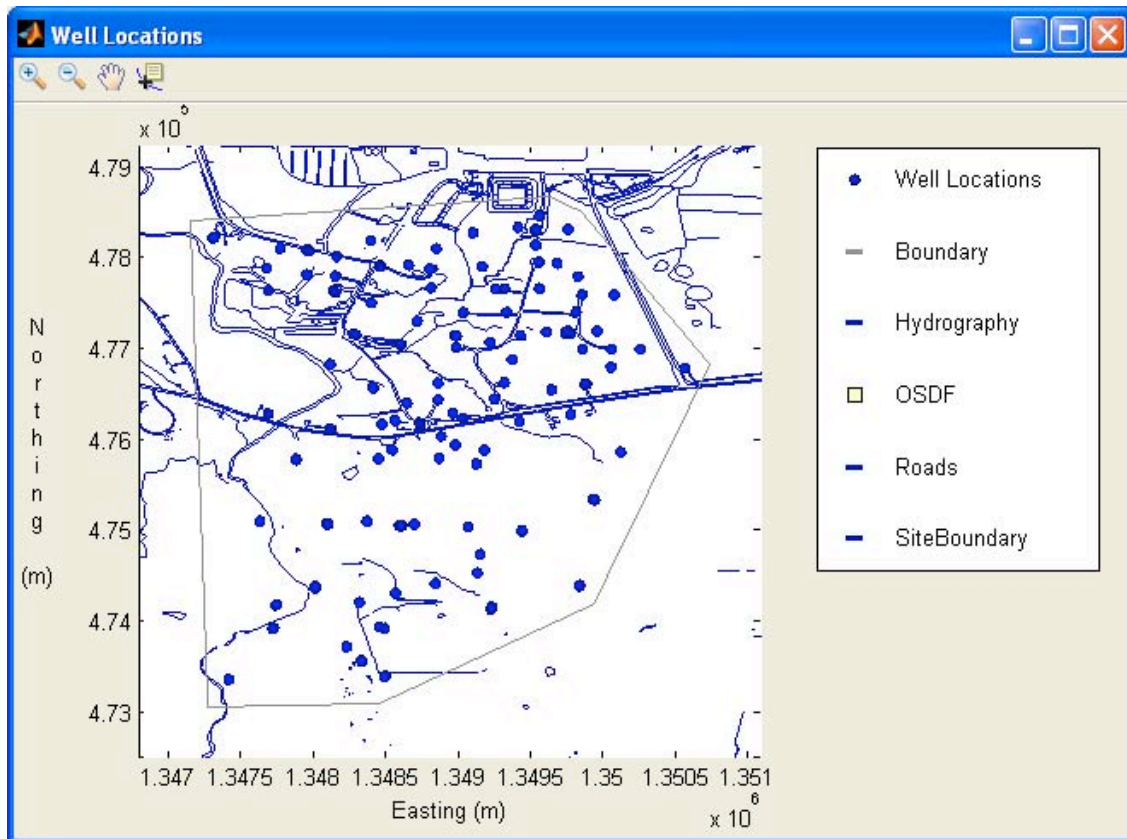 Well Locations
x 10^5
4.79
4.78
4.77
4.76
4.75
4.74
4.73
Northing
(m)
1.347 1.3475 1.348 1.3485 1.349 1.3495 1.35 1.3505 1.351
Easting (m)
x 10^6
Well Locations
Boundary
Hydrography
OSDF
Roads
SiteBoundary